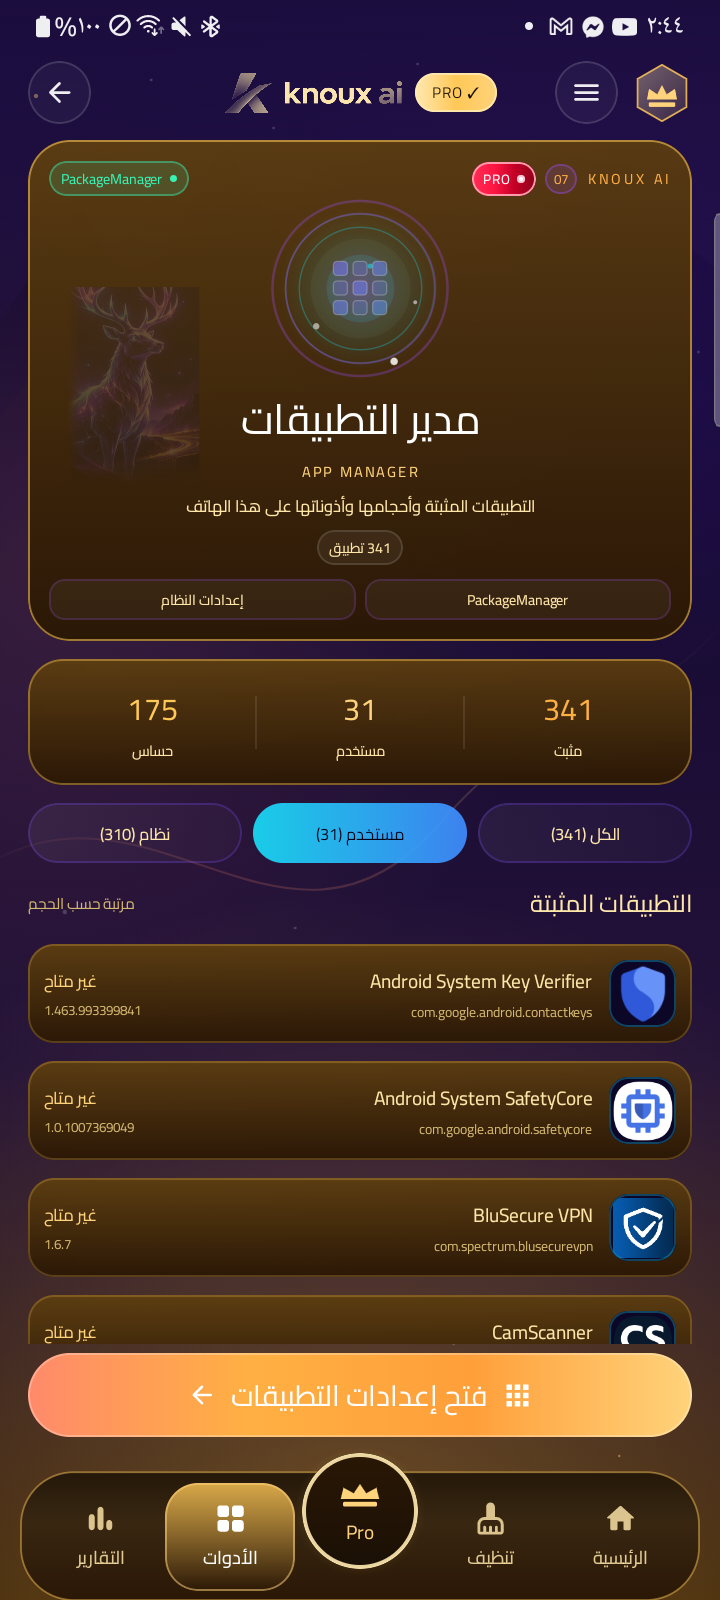 ٢:٤٤
%١٠٠
knoux ai
PRO ✓
KNOUX AI
07
PRO
PackageManager
مدير التطبيقات
APP MANAGER
التطبيقات المثبتة وأحجامها وأذوناتها على هذا الهاتف
341 تطبيق
PackageManager
إعدادات النظام
341
مثبت
31
مستخدم
175
حساس
الكل (341)
مستخدم (31)
نظام (310)
التطبيقات المثبتة
مرتبة حسب الحجم
Android System Key Verifier
com.google.android.contactkeys
غير متاح
1.463.993399841
Android System SafetyCore
com.google.android.safetycore
غير متاح
1.0.1007369049
BluSecure VPN
com.spectrum.blusecurevpn
غير متاح
1.6.7
CS
CamScanner
غير متاح
فتح إعدادات التطبيقات
الرئيسية
تنظيف
Pro
الأدوات
التقارير